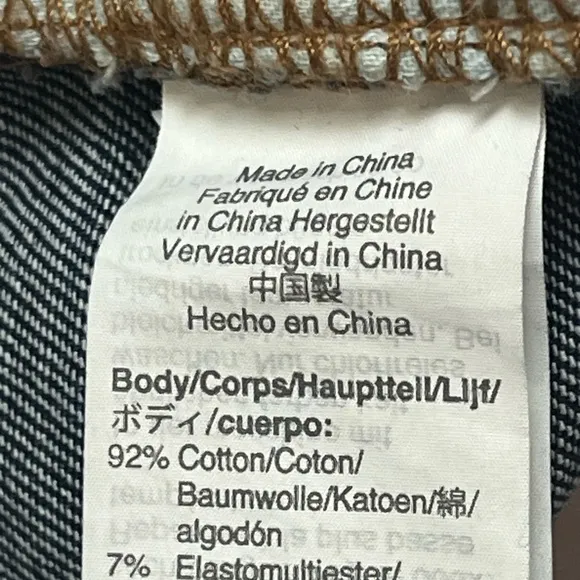 Made in China
Fabriqué en Chine
in China Hergestellt
Vervaardigd in China
中国製
Hecho en China
Body/Corps/Haupttell/Lijf/
ボディ/cuerpo:
92% Cotton/Coton/
Baumwolle/Katoen/綿/
algodón
7% Elastomultiester/